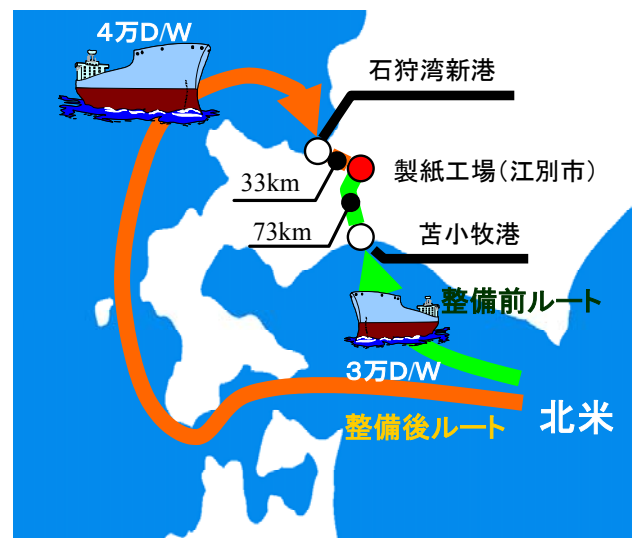 4万D/W
石狩湾新港
製紙工場(江別市)
33km
73km
苫小牧港
整備前ルート
3万D/W
整備後ルート
北米